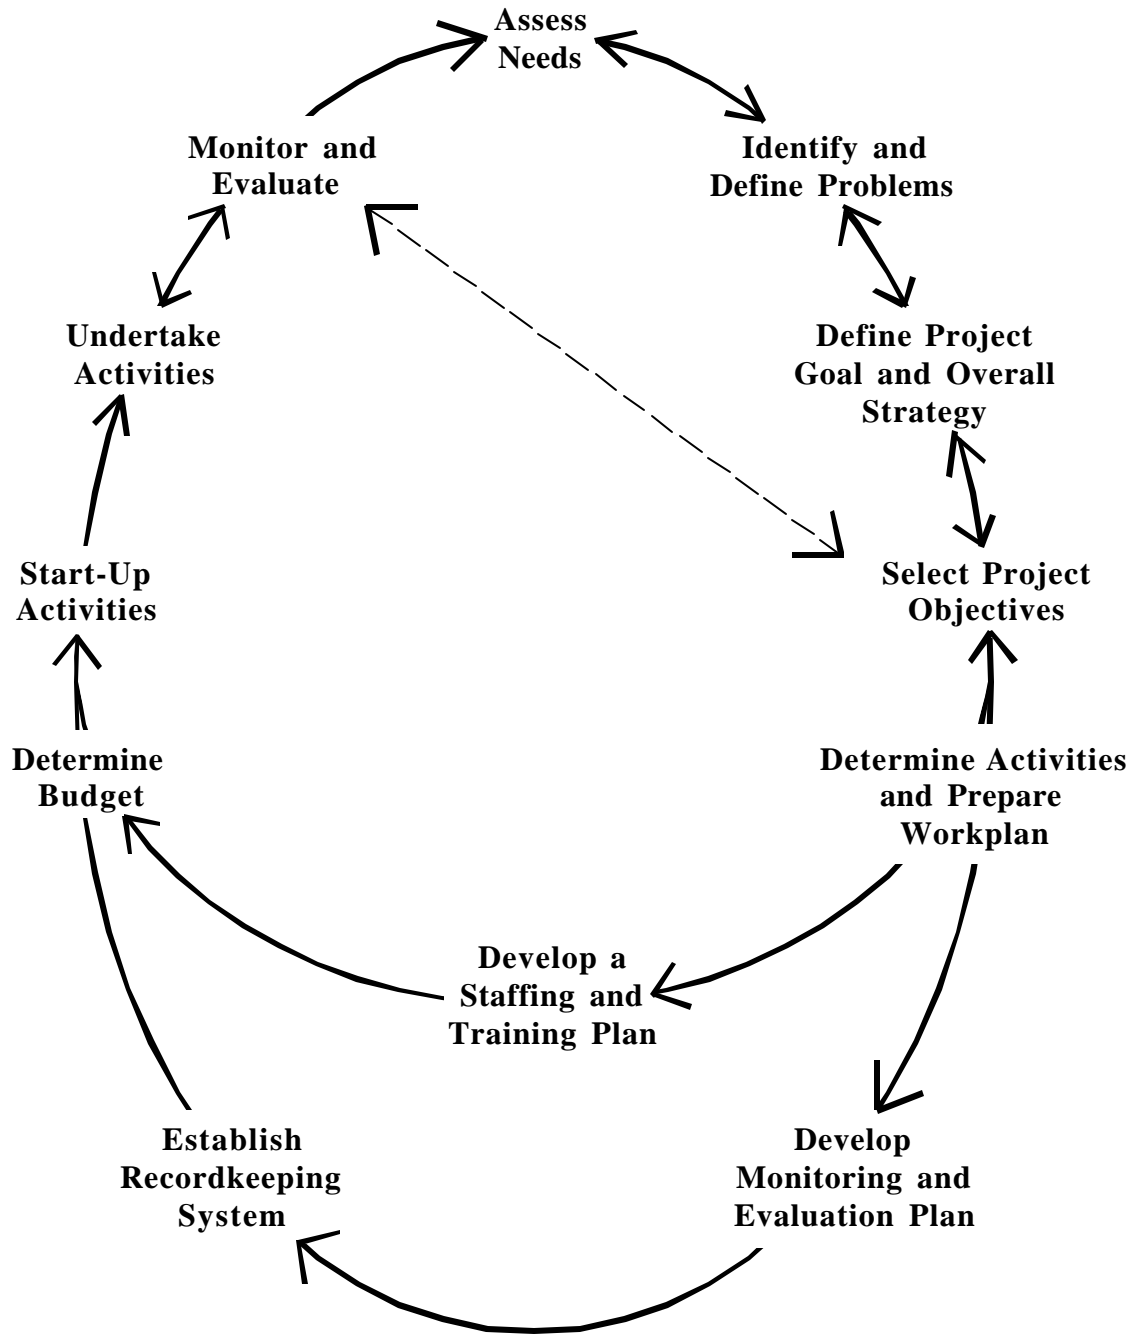 Assess
Needs
Identify and
Define Problems
Define Project
Goal and Overall
Strategy
Select Project
Objectives
Determine Activities
and Prepare
Workplan
Develop a
Staffing and
Training Plan
Develop
Monitoring and
Evaluation Plan
Establish
Recordkeeping
System
Determine
Budget
Start-Up
Activities
Undertake
Activities
Monitor and
Evaluate